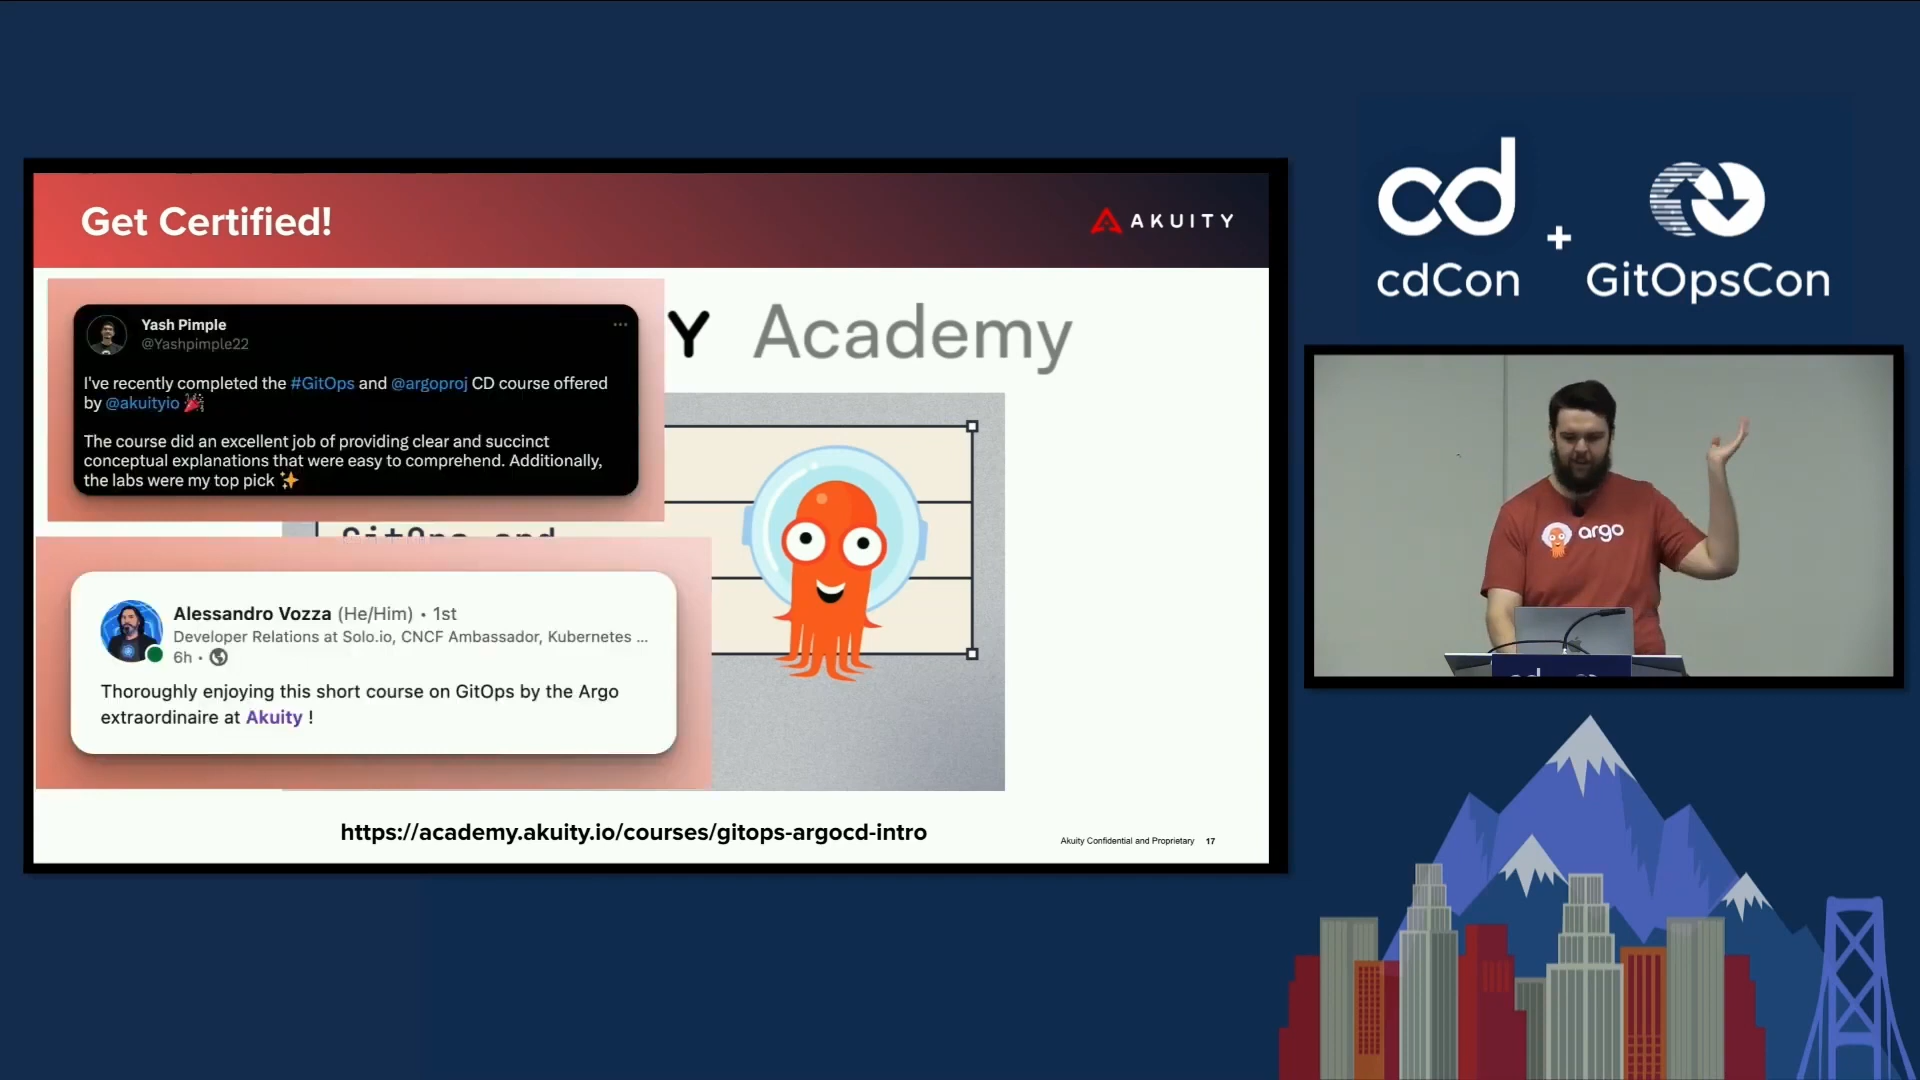 Get Certified!
AKUITY
Yash Pimple
@Yashpimple22
I've recently completed the #GitOps and @argoproj CD course offered
by @akuityio 🎉
The course did an excellent job of providing clear and succinct
conceptual explanations that were easy to comprehend. Additionally,
the labs were my top pick ✨
Y Academy
GitOps and
Alessandro Vozza (He/Him) • 1st
Developer Relations at Solo.io, CNCF Ambassador, Kubernetes ...
6h •
Thoroughly enjoying this short course on GitOps by the Argo
extraordinaire at Akuity !
https://academy.akuity.io/courses/gitops-argocd-intro
Akuity Confidential and Proprietary 17
cd
cdCon + GitOpsCon
argo
cd